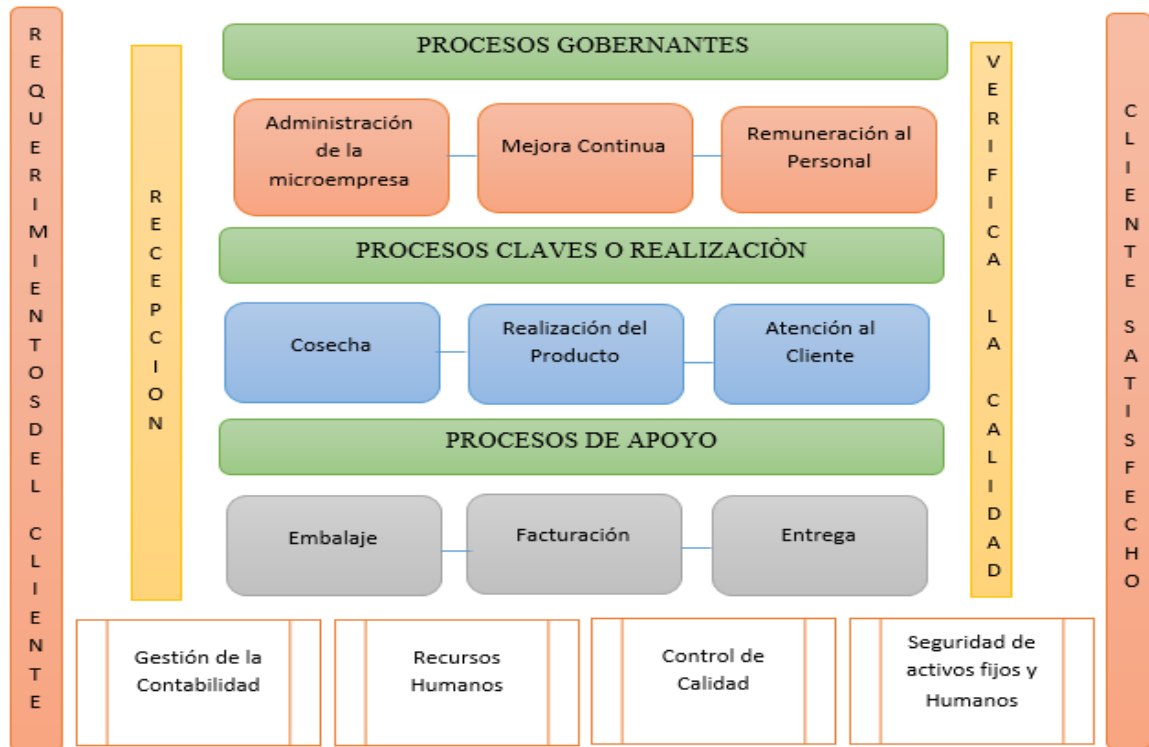 REQUERIMIENTOSDEL CLIENTE
RECEPCION
PROCESOS GOBERNANTES
Administración
de la
microempresa
Mejora Continua
Remuneración al
Personal
PROCESOS CLAVES O REALIZACIÒN
Cosecha
Realización del
Producto
Atención al
Cliente
PROCESOS DE APOYO
Embalaje
Facturación
Entrega
VERIFICA LA CALIDAD
CLIENTE SATISFECHO
Gestión de la
Contabilidad
Recursos
Humanos
Control de
Calidad
Seguridad de
activos fijos y
Humanos